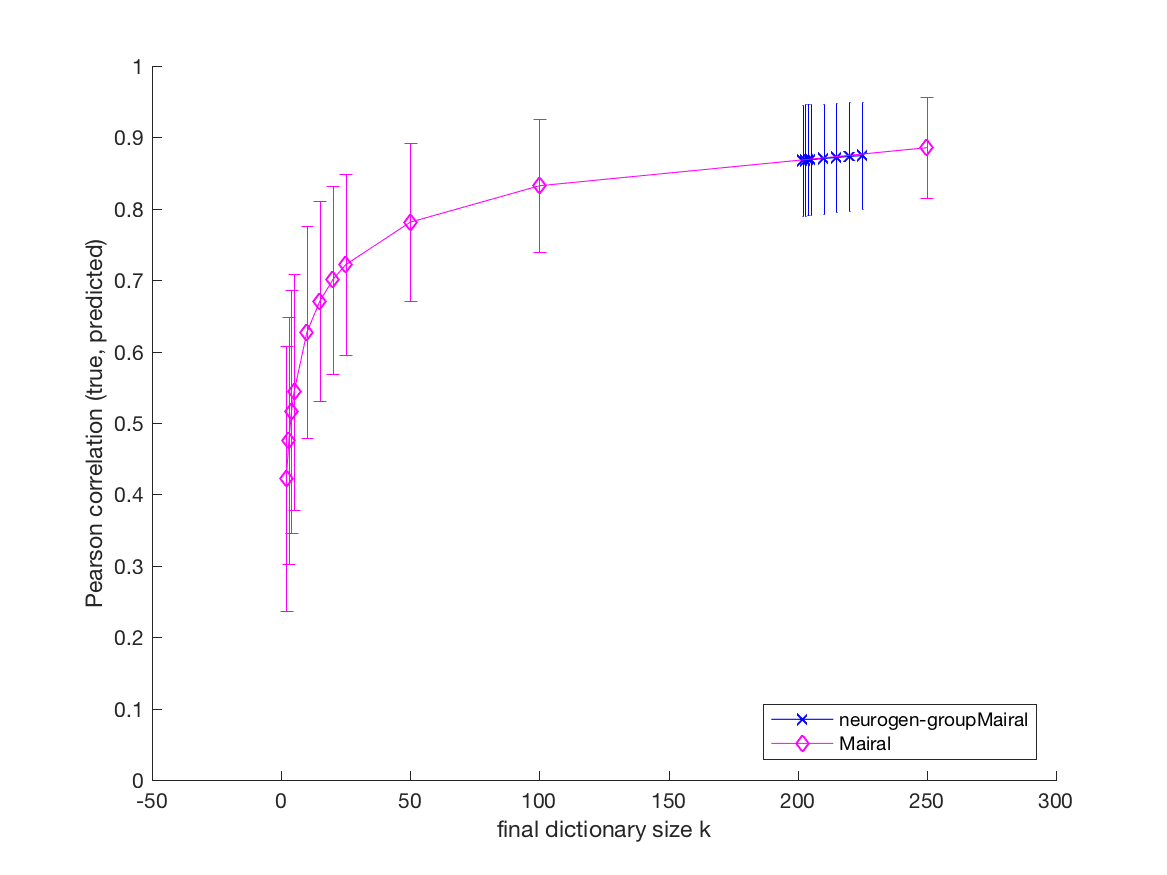 1
0.9
0.8
0.7
0.6
0.5
0.4
0.3
0.2
0.1
0
Pearson correlation (true, predicted)
-50 0 50 100 150 200 250 300
final dictionary size k
neurogen-groupMairal
Mairal